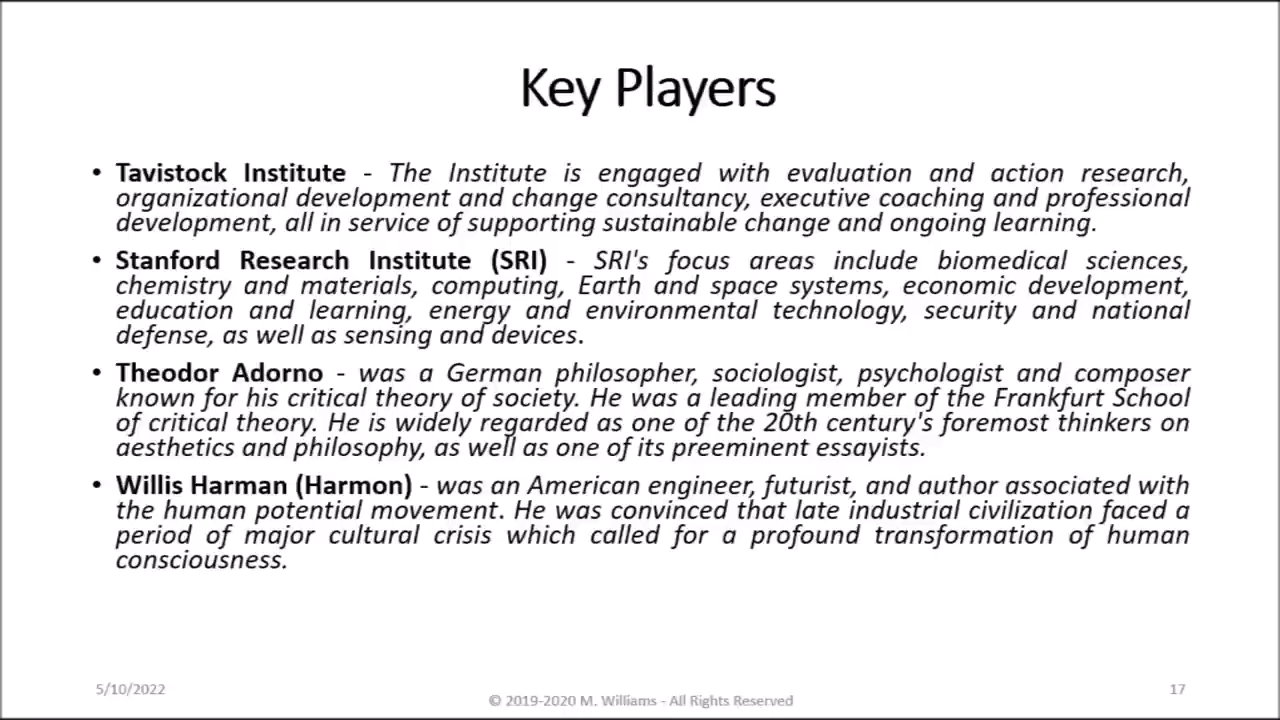 Key Players
• Tavistock Institute - The Institute is engaged with evaluation and action research,
organizational development and change consultancy, executive coaching and professional
development, all in service of supporting sustainable change and ongoing learning.
• Stanford Research Institute (SRI) - SRI's focus areas include biomedical sciences,
chemistry and materials, computing, Earth and space systems, economic development,
education and learning, energy and environmental technology, security and national
defense, as well as sensing and devices.
• Theodor Adorno - was a German philosopher, sociologist, psychologist and composer
known for his critical theory of society. He was a leading member of the Frankfurt School
of critical theory. He is widely regarded as one of the 20th century's foremost thinkers on
aesthetics and philosophy, as well as one of its preeminent essayists.
• Willis Harman (Harmon) - was an American engineer, futurist, and author associated with
the human potential movement. He was convinced that late industrial civilization faced a
period of major cultural crisis which called for a profound transformation of human
consciousness.
5/10/2022
© 2019-2020 M. Williams - All Rights Reserved
17